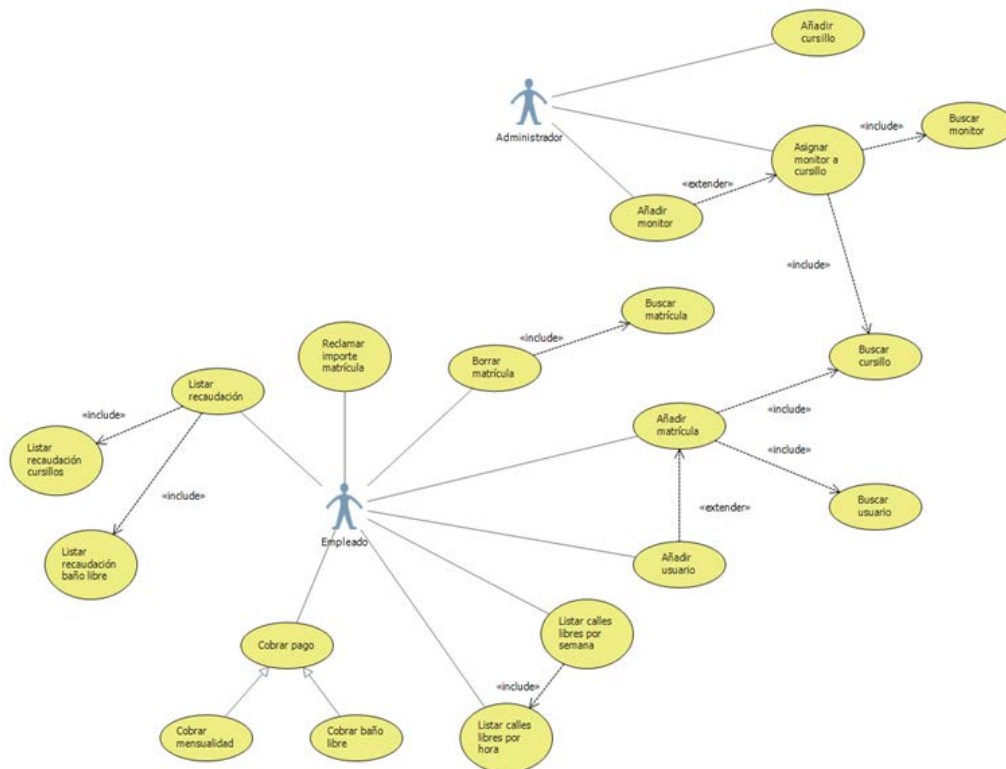 Añadir
cursillo
Administrador
«include»
Buscar
monitor
Asignar
monitor a
cursillo
«extender»
Añadir
monitor
«include»
Buscar
matrícula
«include»
Reclamar
importe
matrícula
Borrar
matrícula
Buscar
cursillo
Listar
recaudación
«include»
«include»
Añadir
matrícula
Listar
recaudación
cursillos
«include»
«include»
Buscar
usuario
«extender»
Empleado
Listar
recaudación
baño libre
Añadir
usuario
Listar calles
libres por
semana
Cobrar pago
«include»
Cobrar
mensualidad
Cobrar baño
libre
Listar calles
libres por
hora